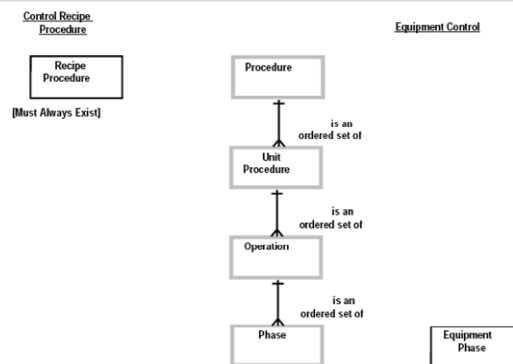 Control Recipe
Procedure
Equipment Control
Recipe
Procedure
Procedure
[Must Always Exist]
is an
ordered set of
Unit
Procedure
is an
ordered set of
Operation
is an
ordered set of
Phase
Equipment
Phase